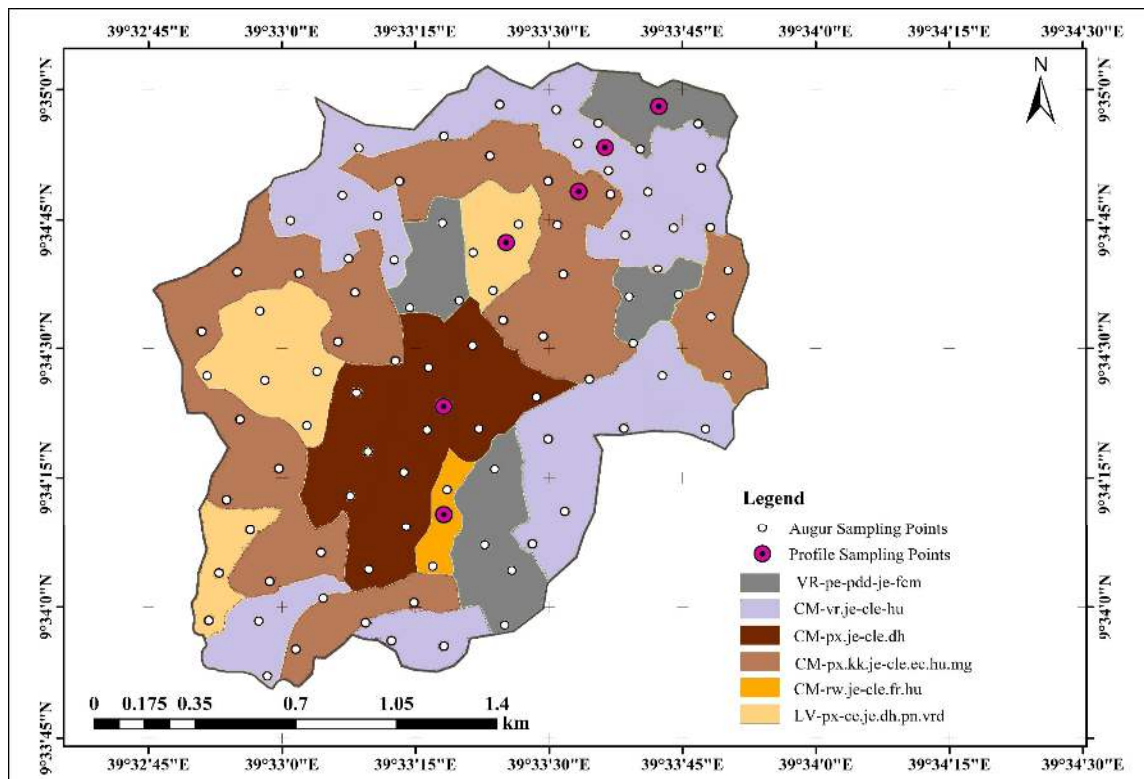 39°32'45"E 39°33'0"E 39°33'15"E 39°33'30"E 39°33'45"E 39°34'0"E 39°34'15"E 39°34'30"E
N
9°35'0"N 9°35'0"N
9°34'45"N 9°34'45"N
9°34'30"N 9°34'30"N
9°34'15"N 9°34'15"N
9°34'0"N 9°34'0"N
9°33'45"N 9°33'45"N
Legend
Augur Sampling Points
Profile Sampling Points
VR-pe-pdd-je-fcm
CM-vr.je-cle-hu
CM-px.je-cle.dh
CM-px.kk.je-cle.ec.hu.mg
CM-rw.je-cle.fr.hu
LV-px-ce.je.dh.pn.vrd
0 0.175 0.35 0.7 1.05 1.4
km
39°32'45"E 39°33'0"E 39°33'15"E 39°33'30"E 39°33'45"E 39°34'0"E 39°34'15"E 39°34'30"E